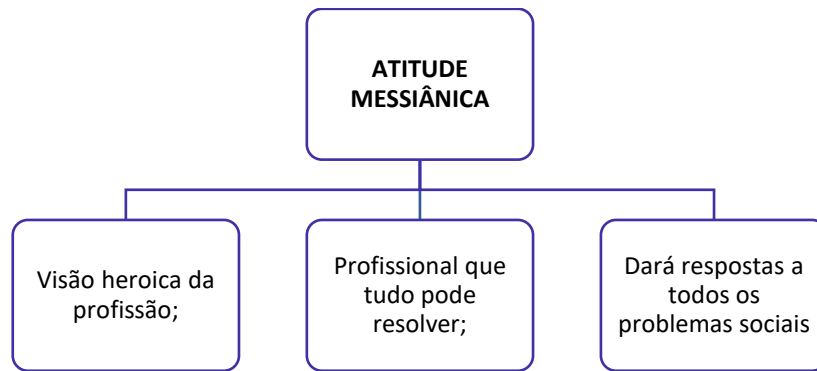 ATITUDE
MESSIÂNICA
Visão heroica da
profissão;
Profissional que
tudo pode
resolver;
Dará respostas a
todos os
problemas sociais